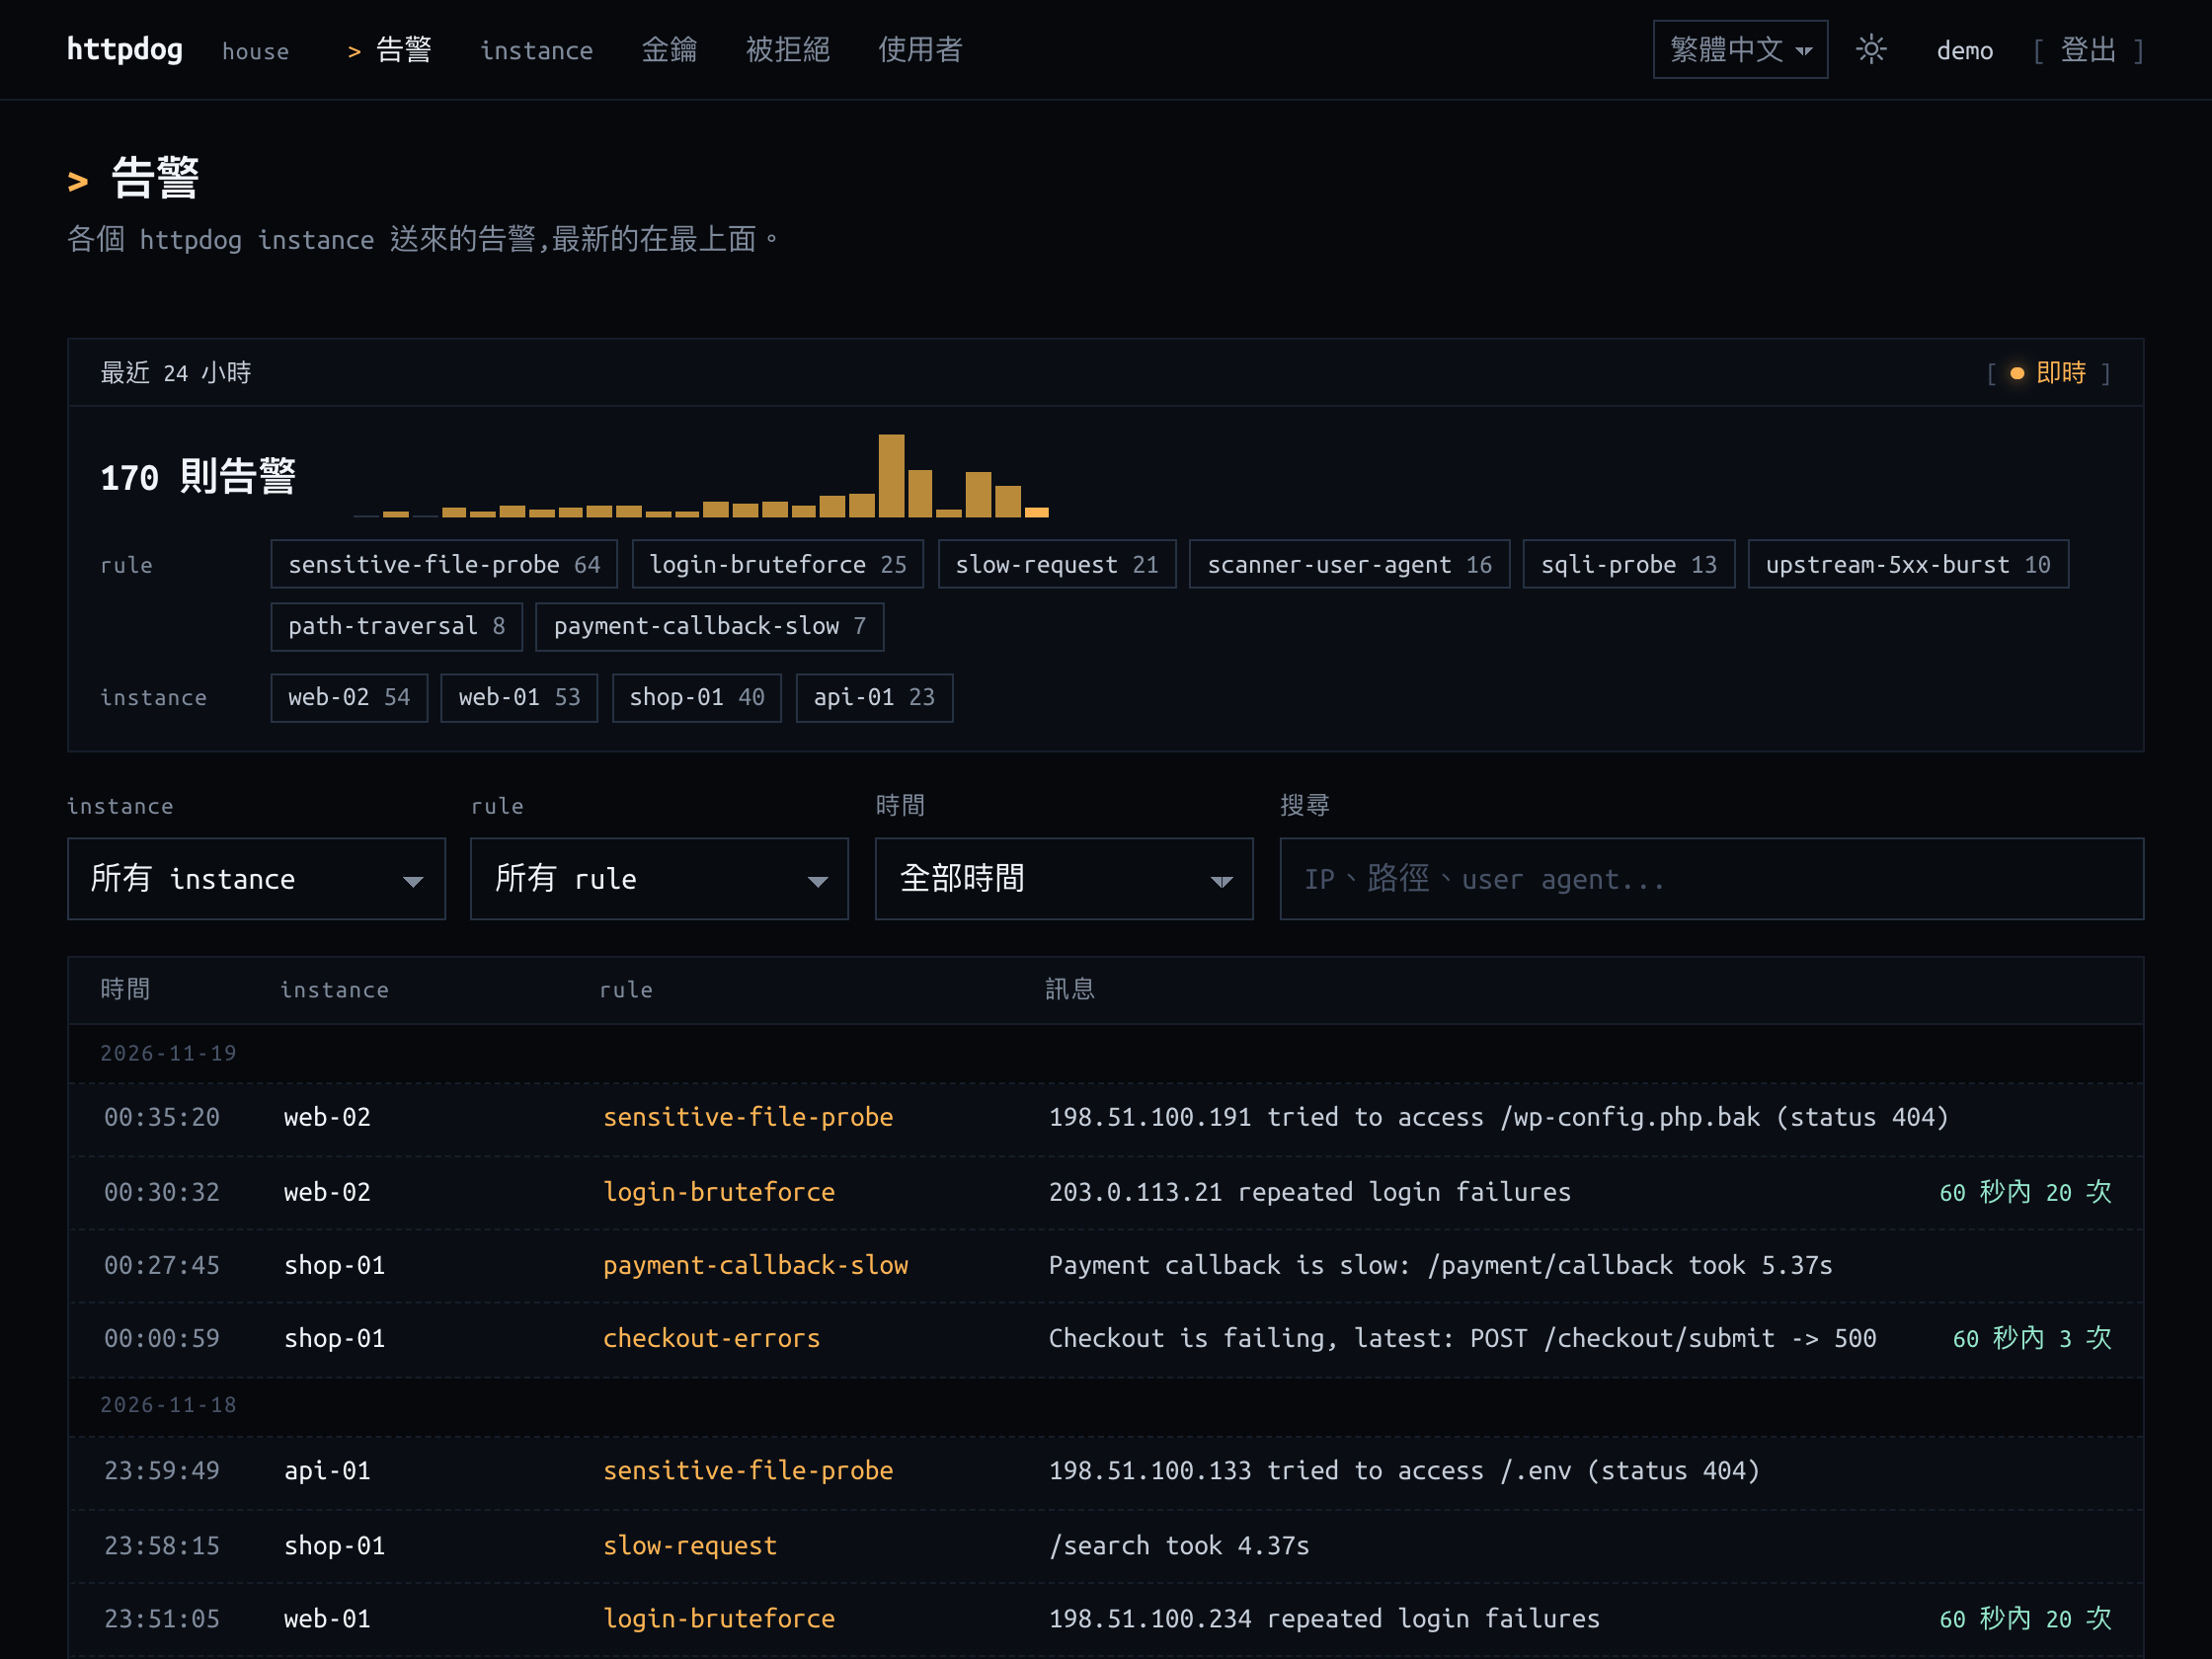 httpdog house > 告警 instance 金鑰 被拒絕 使用者 繁體中文 demo [ 登出 ]
> 告警
各個 httpdog instance 送來的告警,最新的在最上面。
最近 24 小時 [ 即時 ]
170 則告警
rule sensitive-file-probe 64 login-bruteforce 25 slow-request 21 scanner-user-agent 16 sqli-probe 13 upstream-5xx-burst 10
path-traversal 8 payment-callback-slow 7
instance web-02 54 web-01 53 shop-01 40 api-01 23
instance rule 時間 搜尋
所有 instance 所有 rule 全部時間 IP、路徑、user agent...
時間 instance rule 訊息
2026-11-19
00:35:20 web-02 sensitive-file-probe 198.51.100.191 tried to access /wp-config.php.bak (status 404)
00:30:32 web-02 login-bruteforce 203.0.113.21 repeated login failures 60 秒內 20 次
00:27:45 shop-01 payment-callback-slow Payment callback is slow: /payment/callback took 5.37s
00:00:59 shop-01 checkout-errors Checkout is failing, latest: POST /checkout/submit -> 500 60 秒內 3 次
2026-11-18
23:59:49 api-01 sensitive-file-probe 198.51.100.133 tried to access /.env (status 404)
23:58:15 shop-01 slow-request /search took 4.37s
23:51:05 web-01 login-bruteforce 198.51.100.234 repeated login failures 60 秒內 20 次